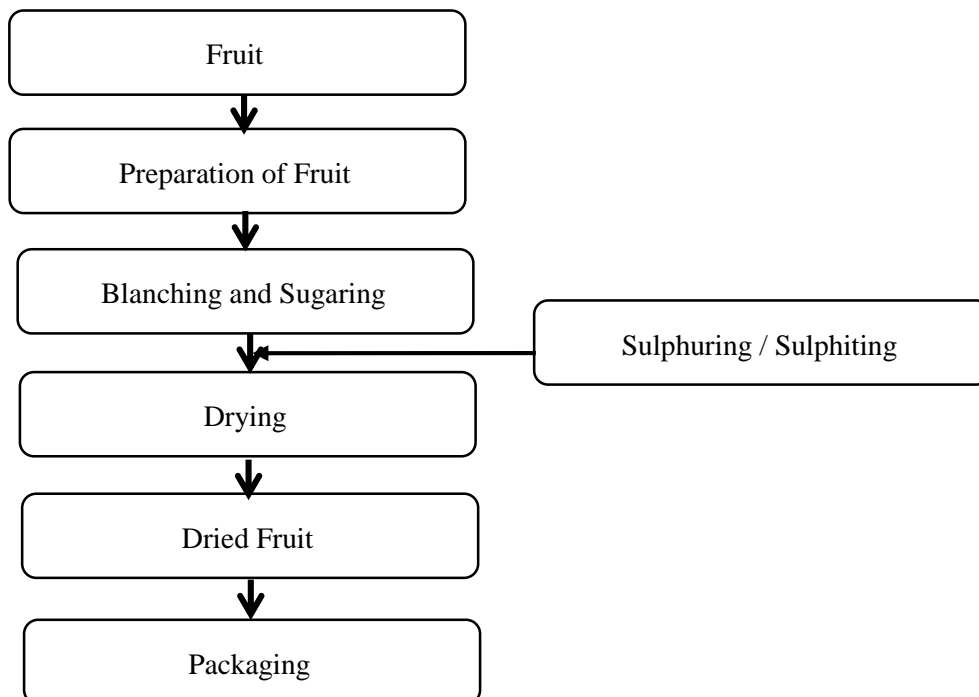 Fruit
Preparation of Fruit
Blanching and Sugaring
Sulphuring / Sulphiting
Drying
Dried Fruit
Packaging